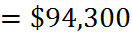 = $94,300